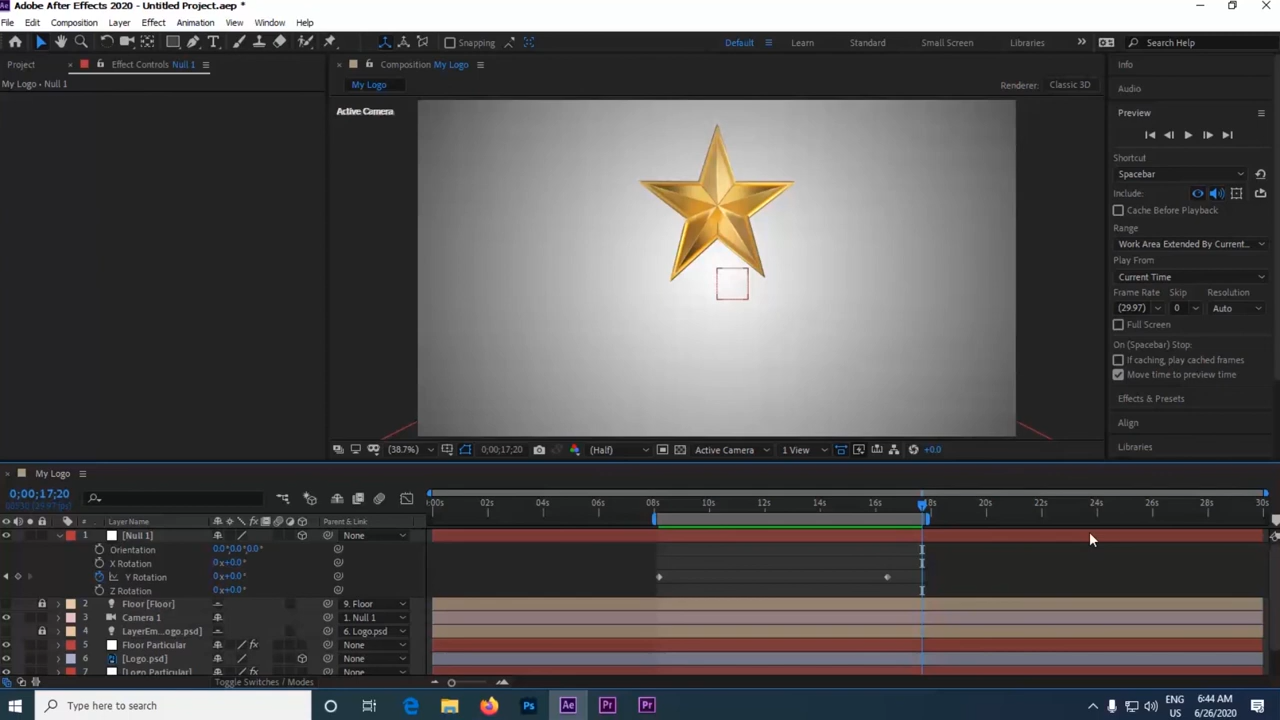 Adobe After Effects 2020 - Untitled Project.aep *
File Edit Composition Layer Effect Animation View Window Help
Snapping
Default Learn Standard Small Screen Libraries
Search Help
Project Effect Controls Null 1
Composition My Logo
Info
My Logo • Null 1
My Logo
Renderer: Classic 3D
Audio
Active Camera
Preview
Shortcut
Spacebar
Include:
Cache Before Playback
Range
Work Area Extended By Current...
Play From
Current Time
Frame Rate Skip Resolution
(29.97) 0 Auto
Full Screen
On (Spacebar) Stop:
If caching, play cached frames
Move time to preview time
Effects & Presets
Align
Libraries
(38.7%) 0;00;17;20 (Half) Active Camera 1 View +0.0
My Logo
0;00;17;20
:00s 02s 04s 06s 08s 10s 12s 14s 16s 18s 20s 22s 24s 26s 28s 30s
# Layer Name Parent & Link
1 [Null 1] None
Orientation 0.0°,0.0°,0.0°
X Rotation 0x+0.0°
Y Rotation 0x+0.0°
Z Rotation 0x+0.0°
2 Floor [Floor] 9. Floor
3 Camera 1 1. Null 1
4 LayerEm...ogo.psd] 6. Logo.psd
5 Floor Particular None
6 [Logo.psd] None
7 [Logo Particular] None
Toggle Switches / Modes
Type here to search
ENG
US
6:44 AM
6/26/2020